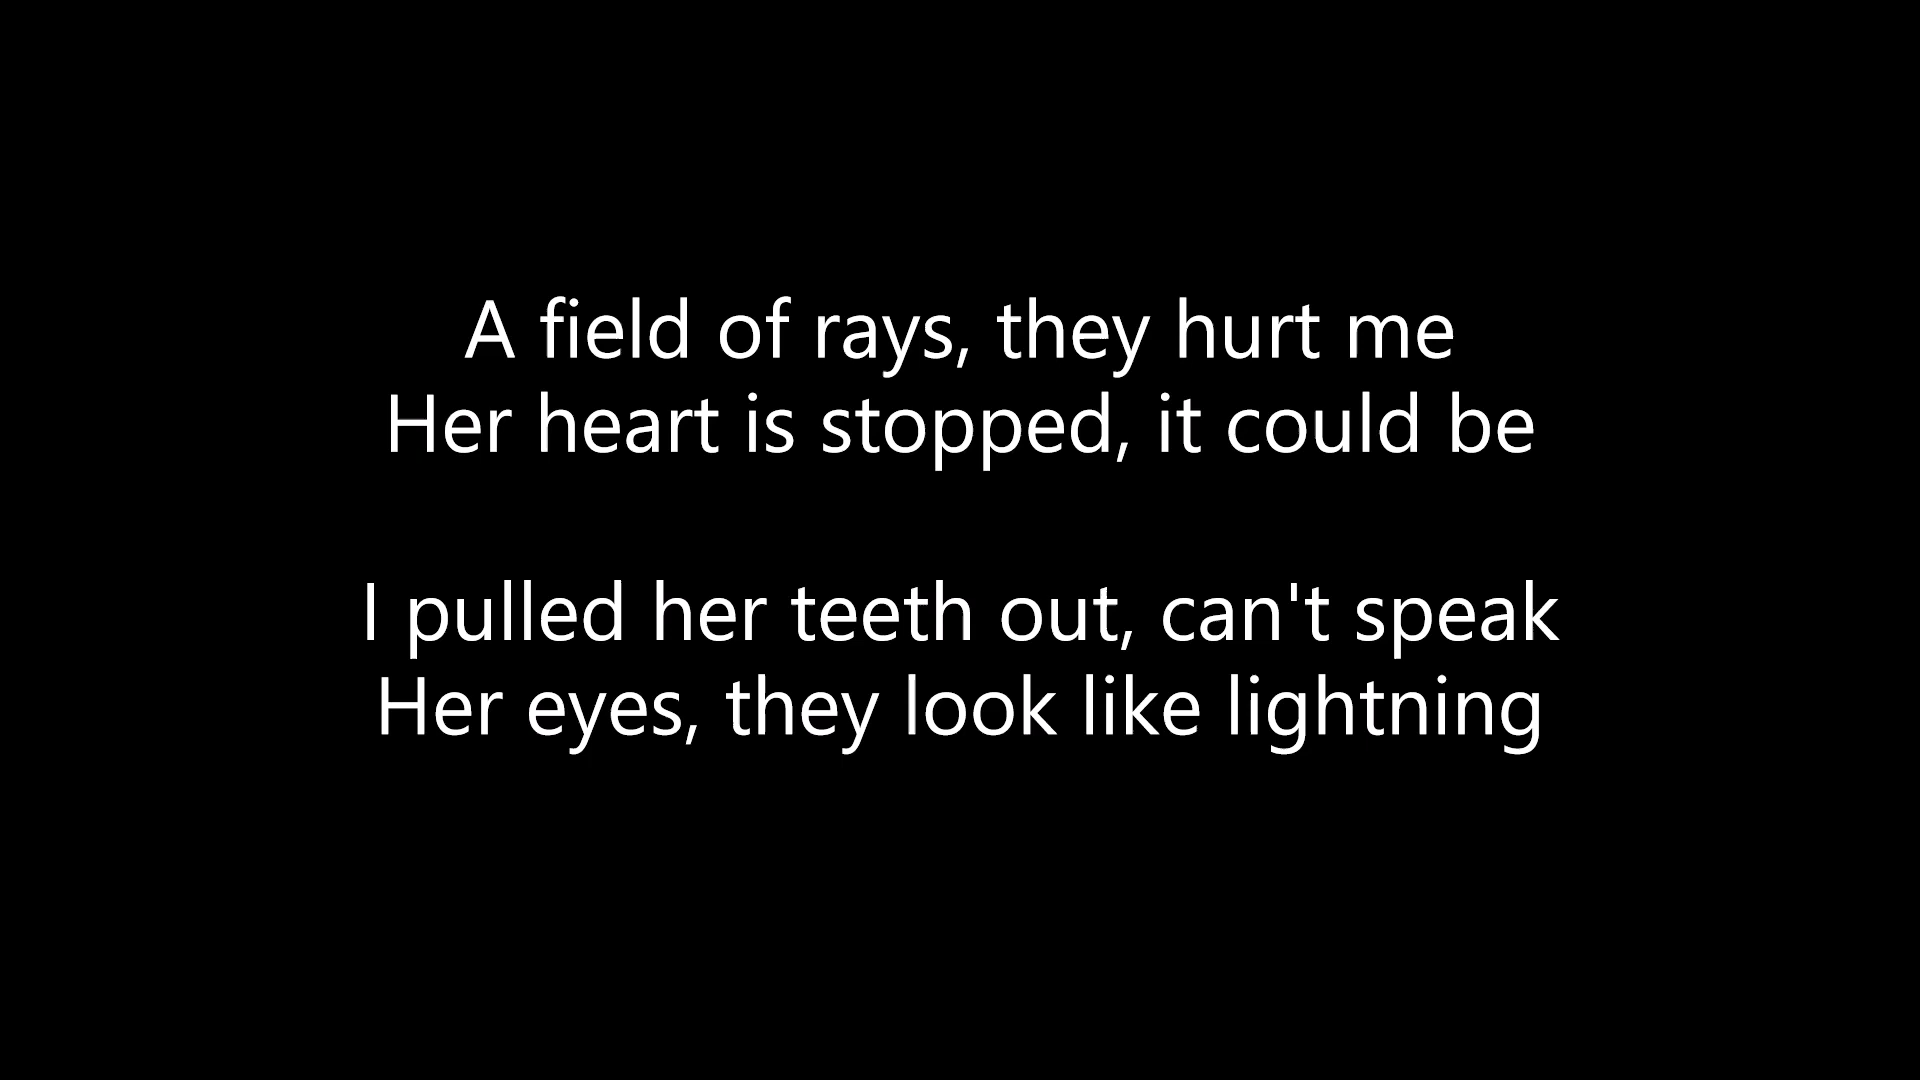 A field of rays, they hurt me
Her heart is stopped, it could be
I pulled her teeth out, can't speak
Her eyes, they look like lightning